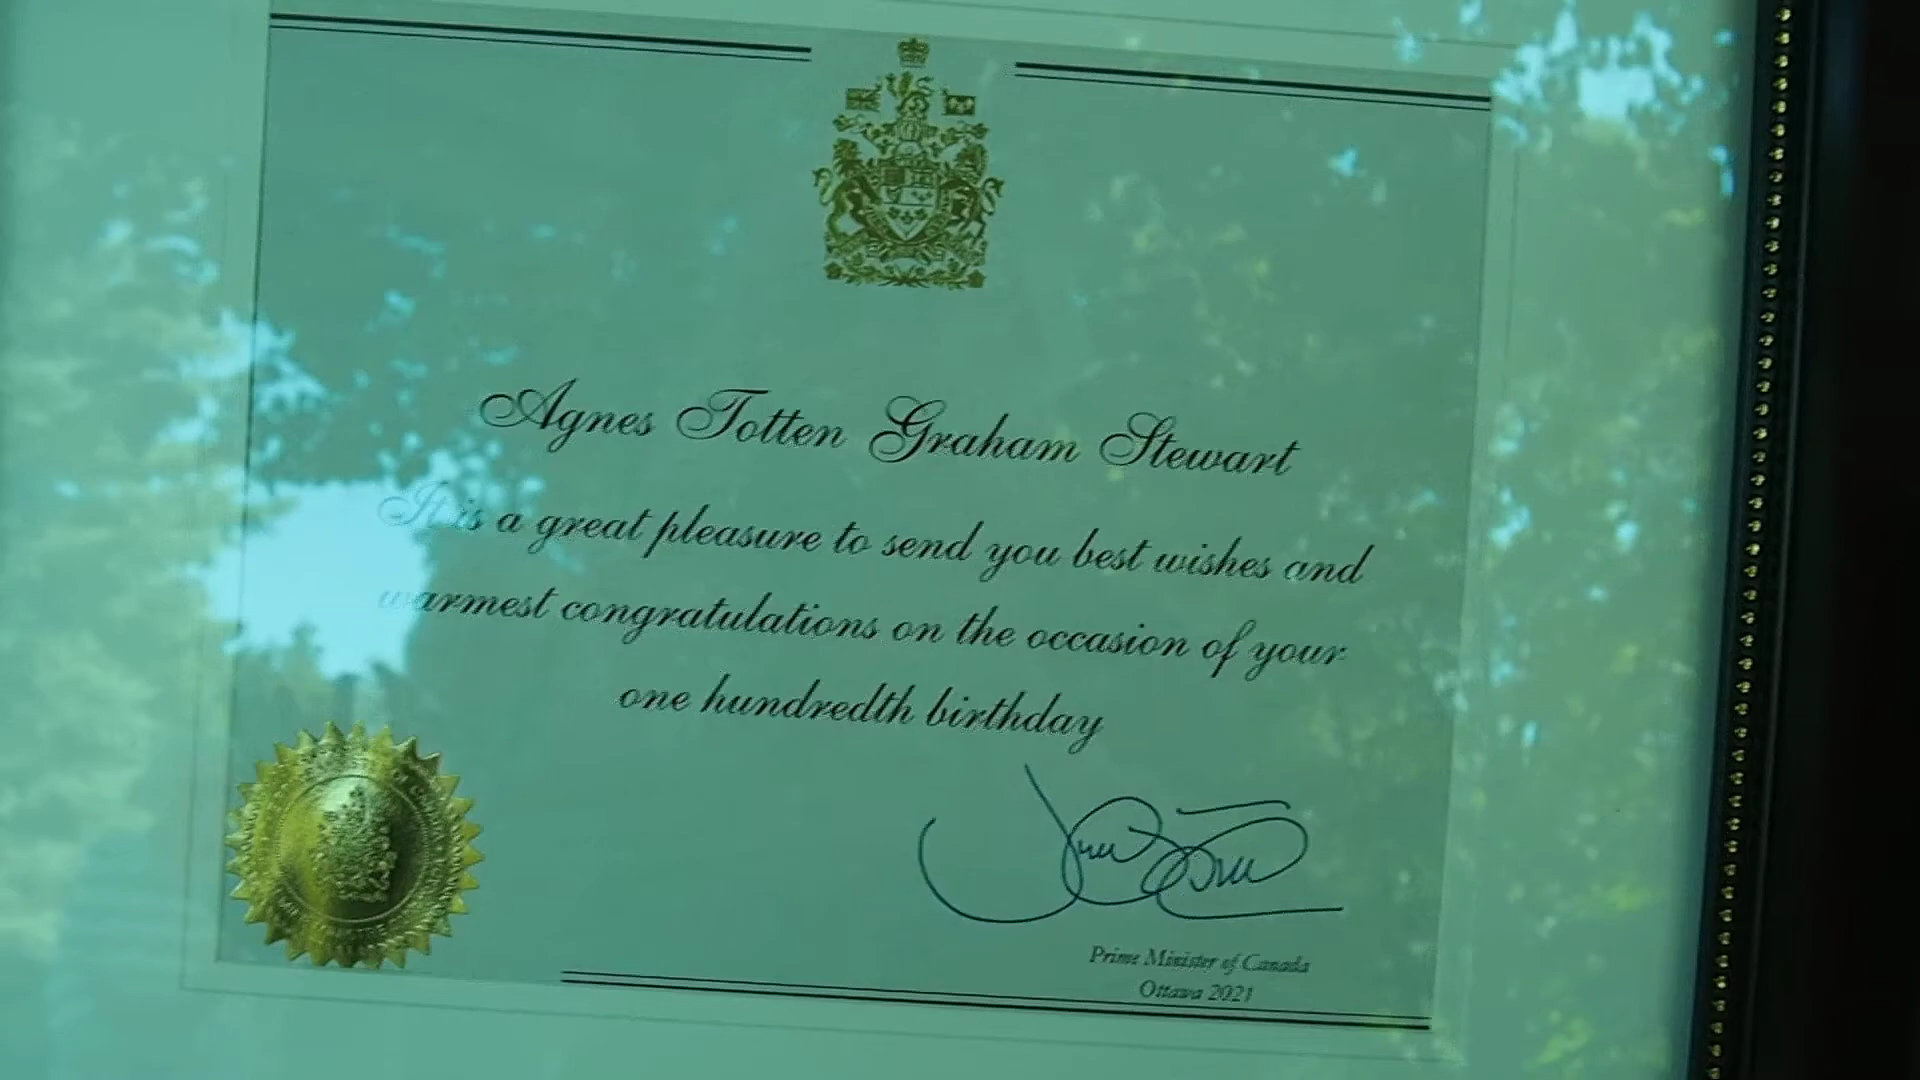 Agnes Totten Graham Stewart
It is a great pleasure to send you best wishes and
warmest congratulations on the occasion of your
one hundredth birthday
Prime Minister of Canada
Ottawa 2021